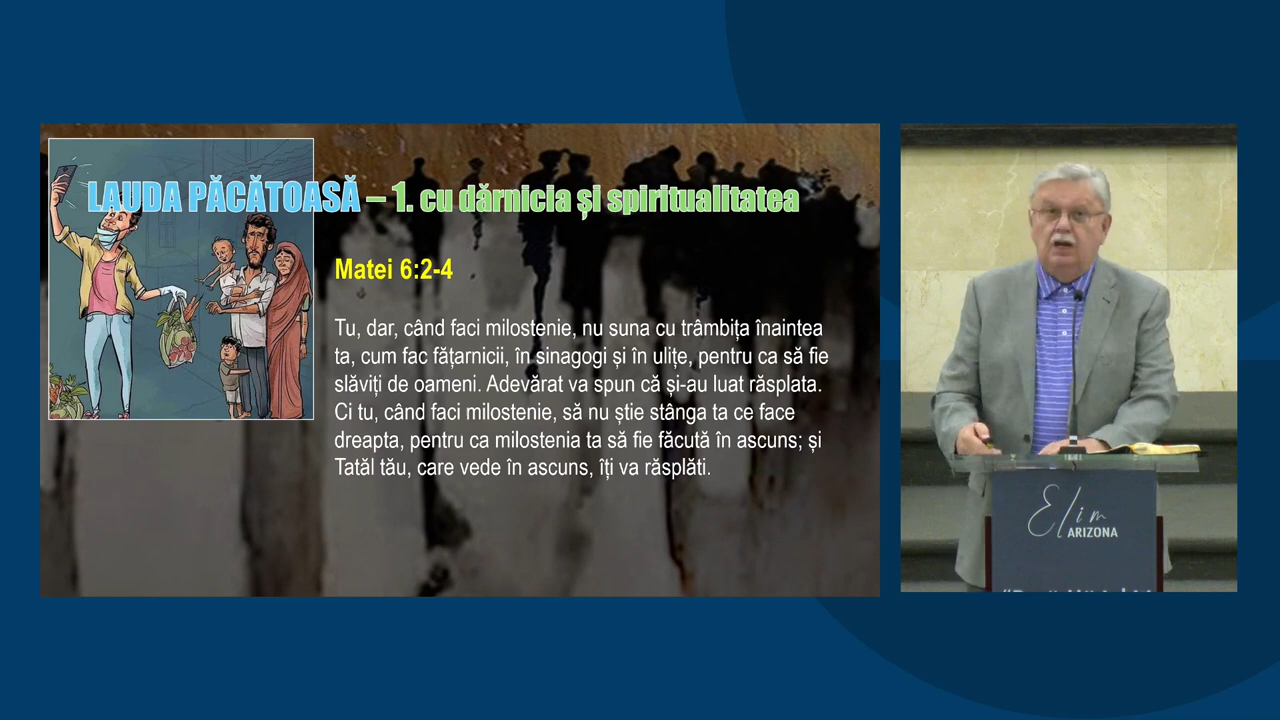 LAUDA PĂCĂTOASĂ – 1. cu dărnicia și spiritualitatea
Matei 6:2-4
Tu, dar, când faci milostenie, nu suna cu trâmbița înaintea
ta, cum fac fățarnicii, în sinagogi și în ulițe, pentru ca să fie
slăviți de oameni. Adevărat va spun că și-au luat răsplata.
Ci tu, când faci milostenie, să nu știe stânga ta ce face
dreapta, pentru ca milostenia ta să fie făcută în ascuns; și
Tatăl tău, care vede în ascuns, îți va răsplăti.
Elim
ARIZONA